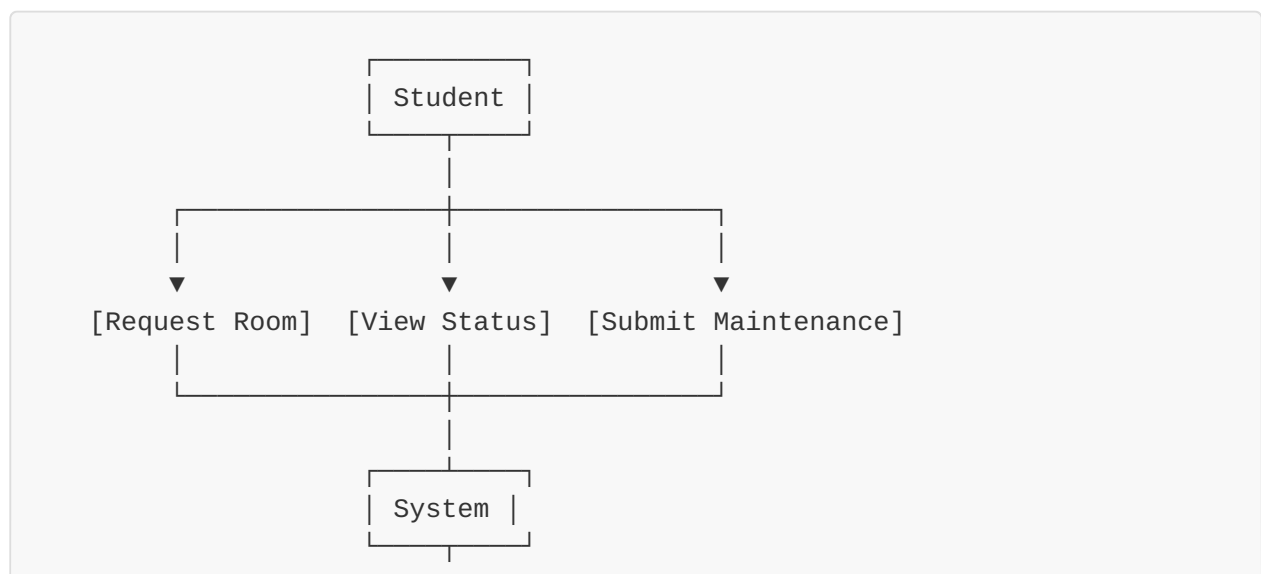 Student
[Request Room] [View Status] [Submit Maintenance]
System